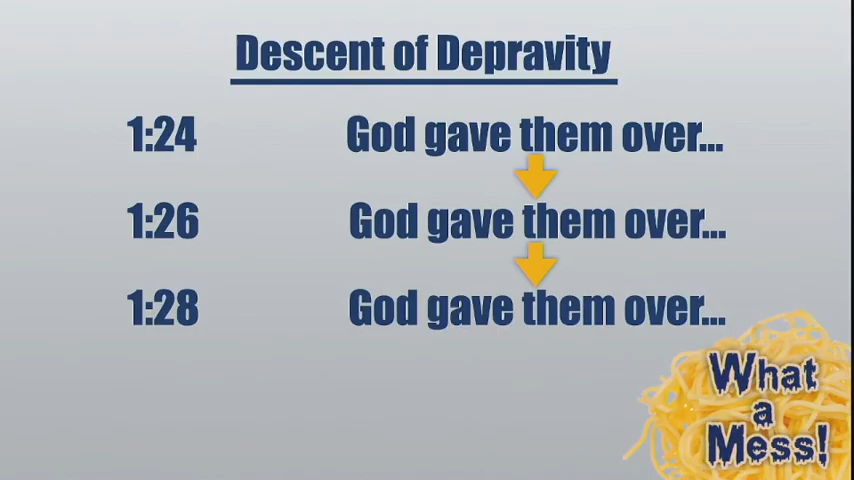 Descent of Depravity
1:24 God gave them over...
1:26 God gave them over...
1:28 God gave them over...
What
a
Mess!